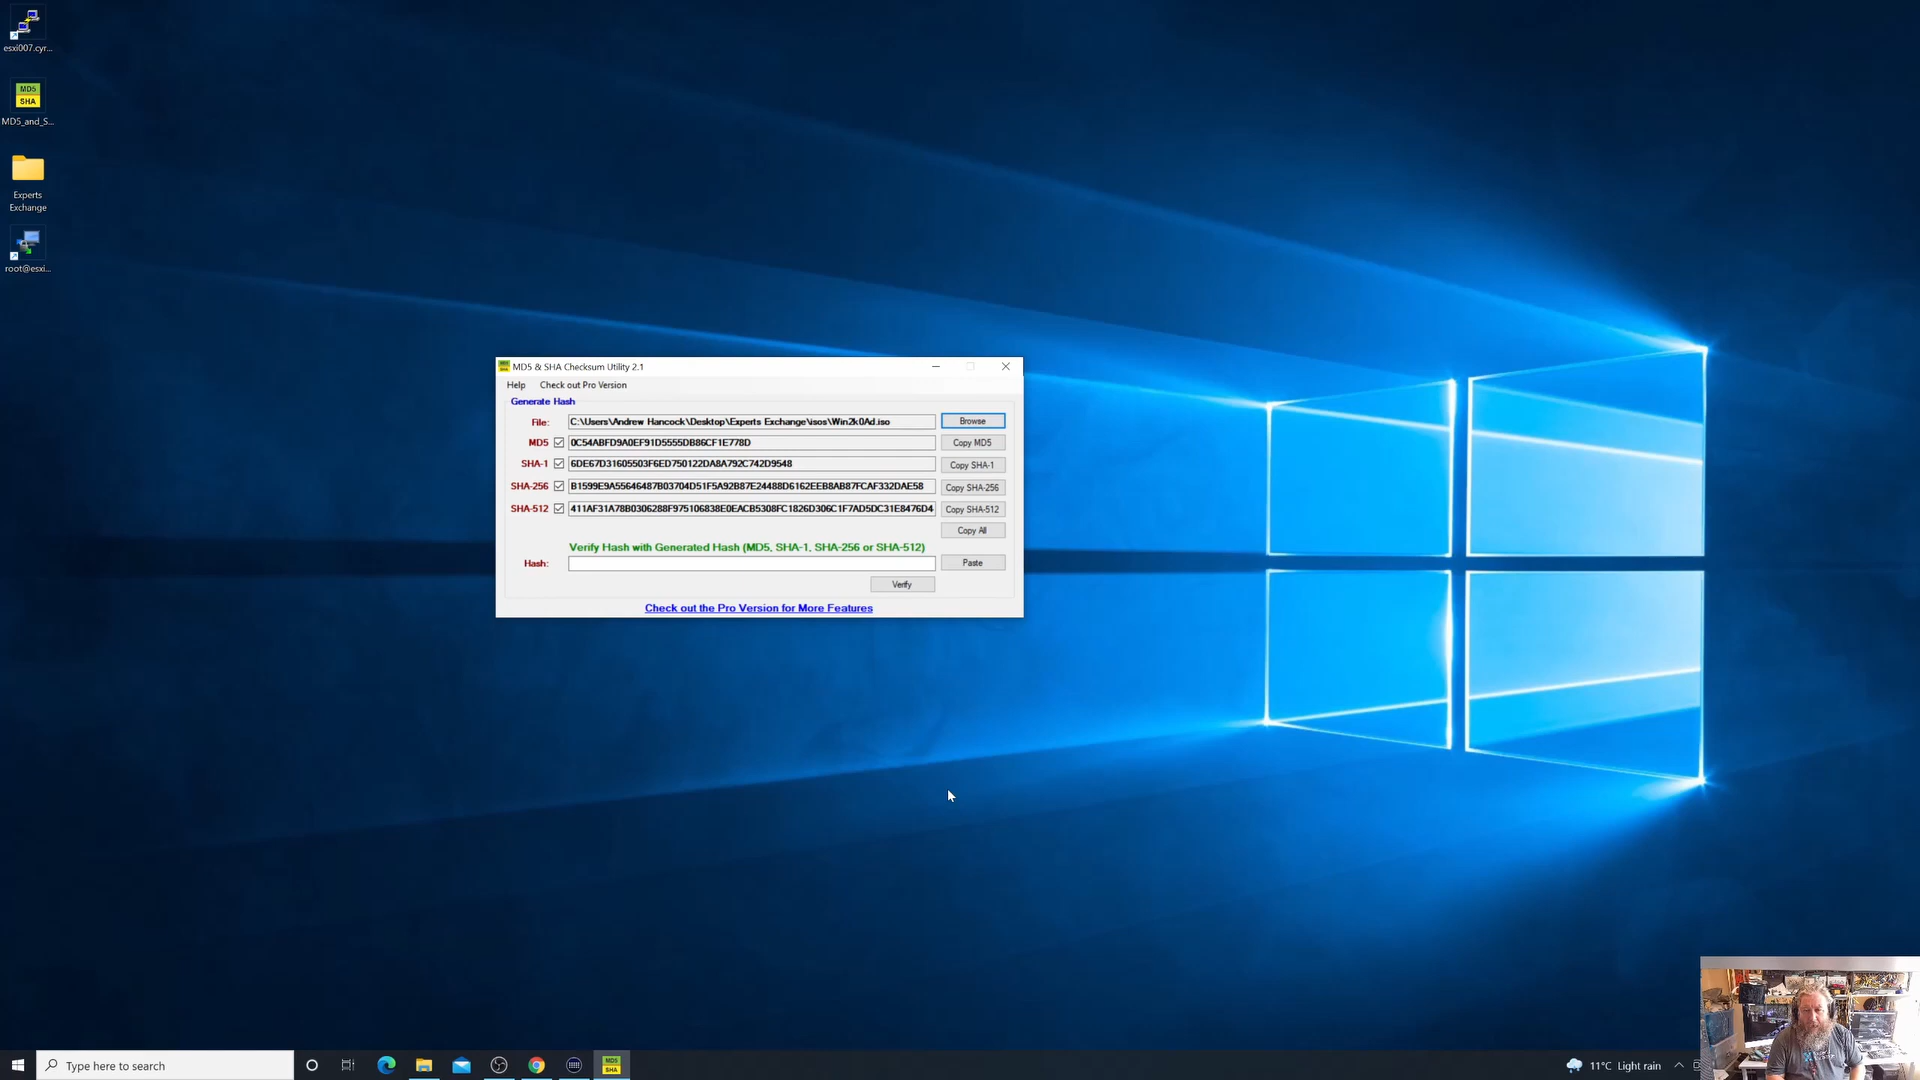 esxi007.cyr...
MD5
SHA
MD5_and_S...
Experts
Exchange
root@esxi...
MD5 & SHA Checksum Utility 2.1
Help Check out Pro Version
Generate Hash
File: C:\Users\Andrew Hancock\Desktop\Experts Exchange\isos\Win2k0Ad.iso Browse
MD5 0C54ABFD9A0EF91D5555DB86CF1E778D Copy MD5
SHA-1 6DE67D31605503F6ED750122DA8A792C742D9548 Copy SHA-1
SHA-256 B1599E9A55646487B03704D51F5A92B87E24488D6162EEB8AB87FCAF332DAE58 Copy SHA-256
SHA-512 411AF31A78B0306288F975106838E0EACB5308FC1826D306C1F7AD5DC31E8476D4 Copy SHA-512
Copy All
Verify Hash with Generated Hash (MD5, SHA-1, SHA-256 or SHA-512)
Hash: Paste
Verify
Check out the Pro Version for More Features
Type here to search
MD5
SHA
11°C Light rain